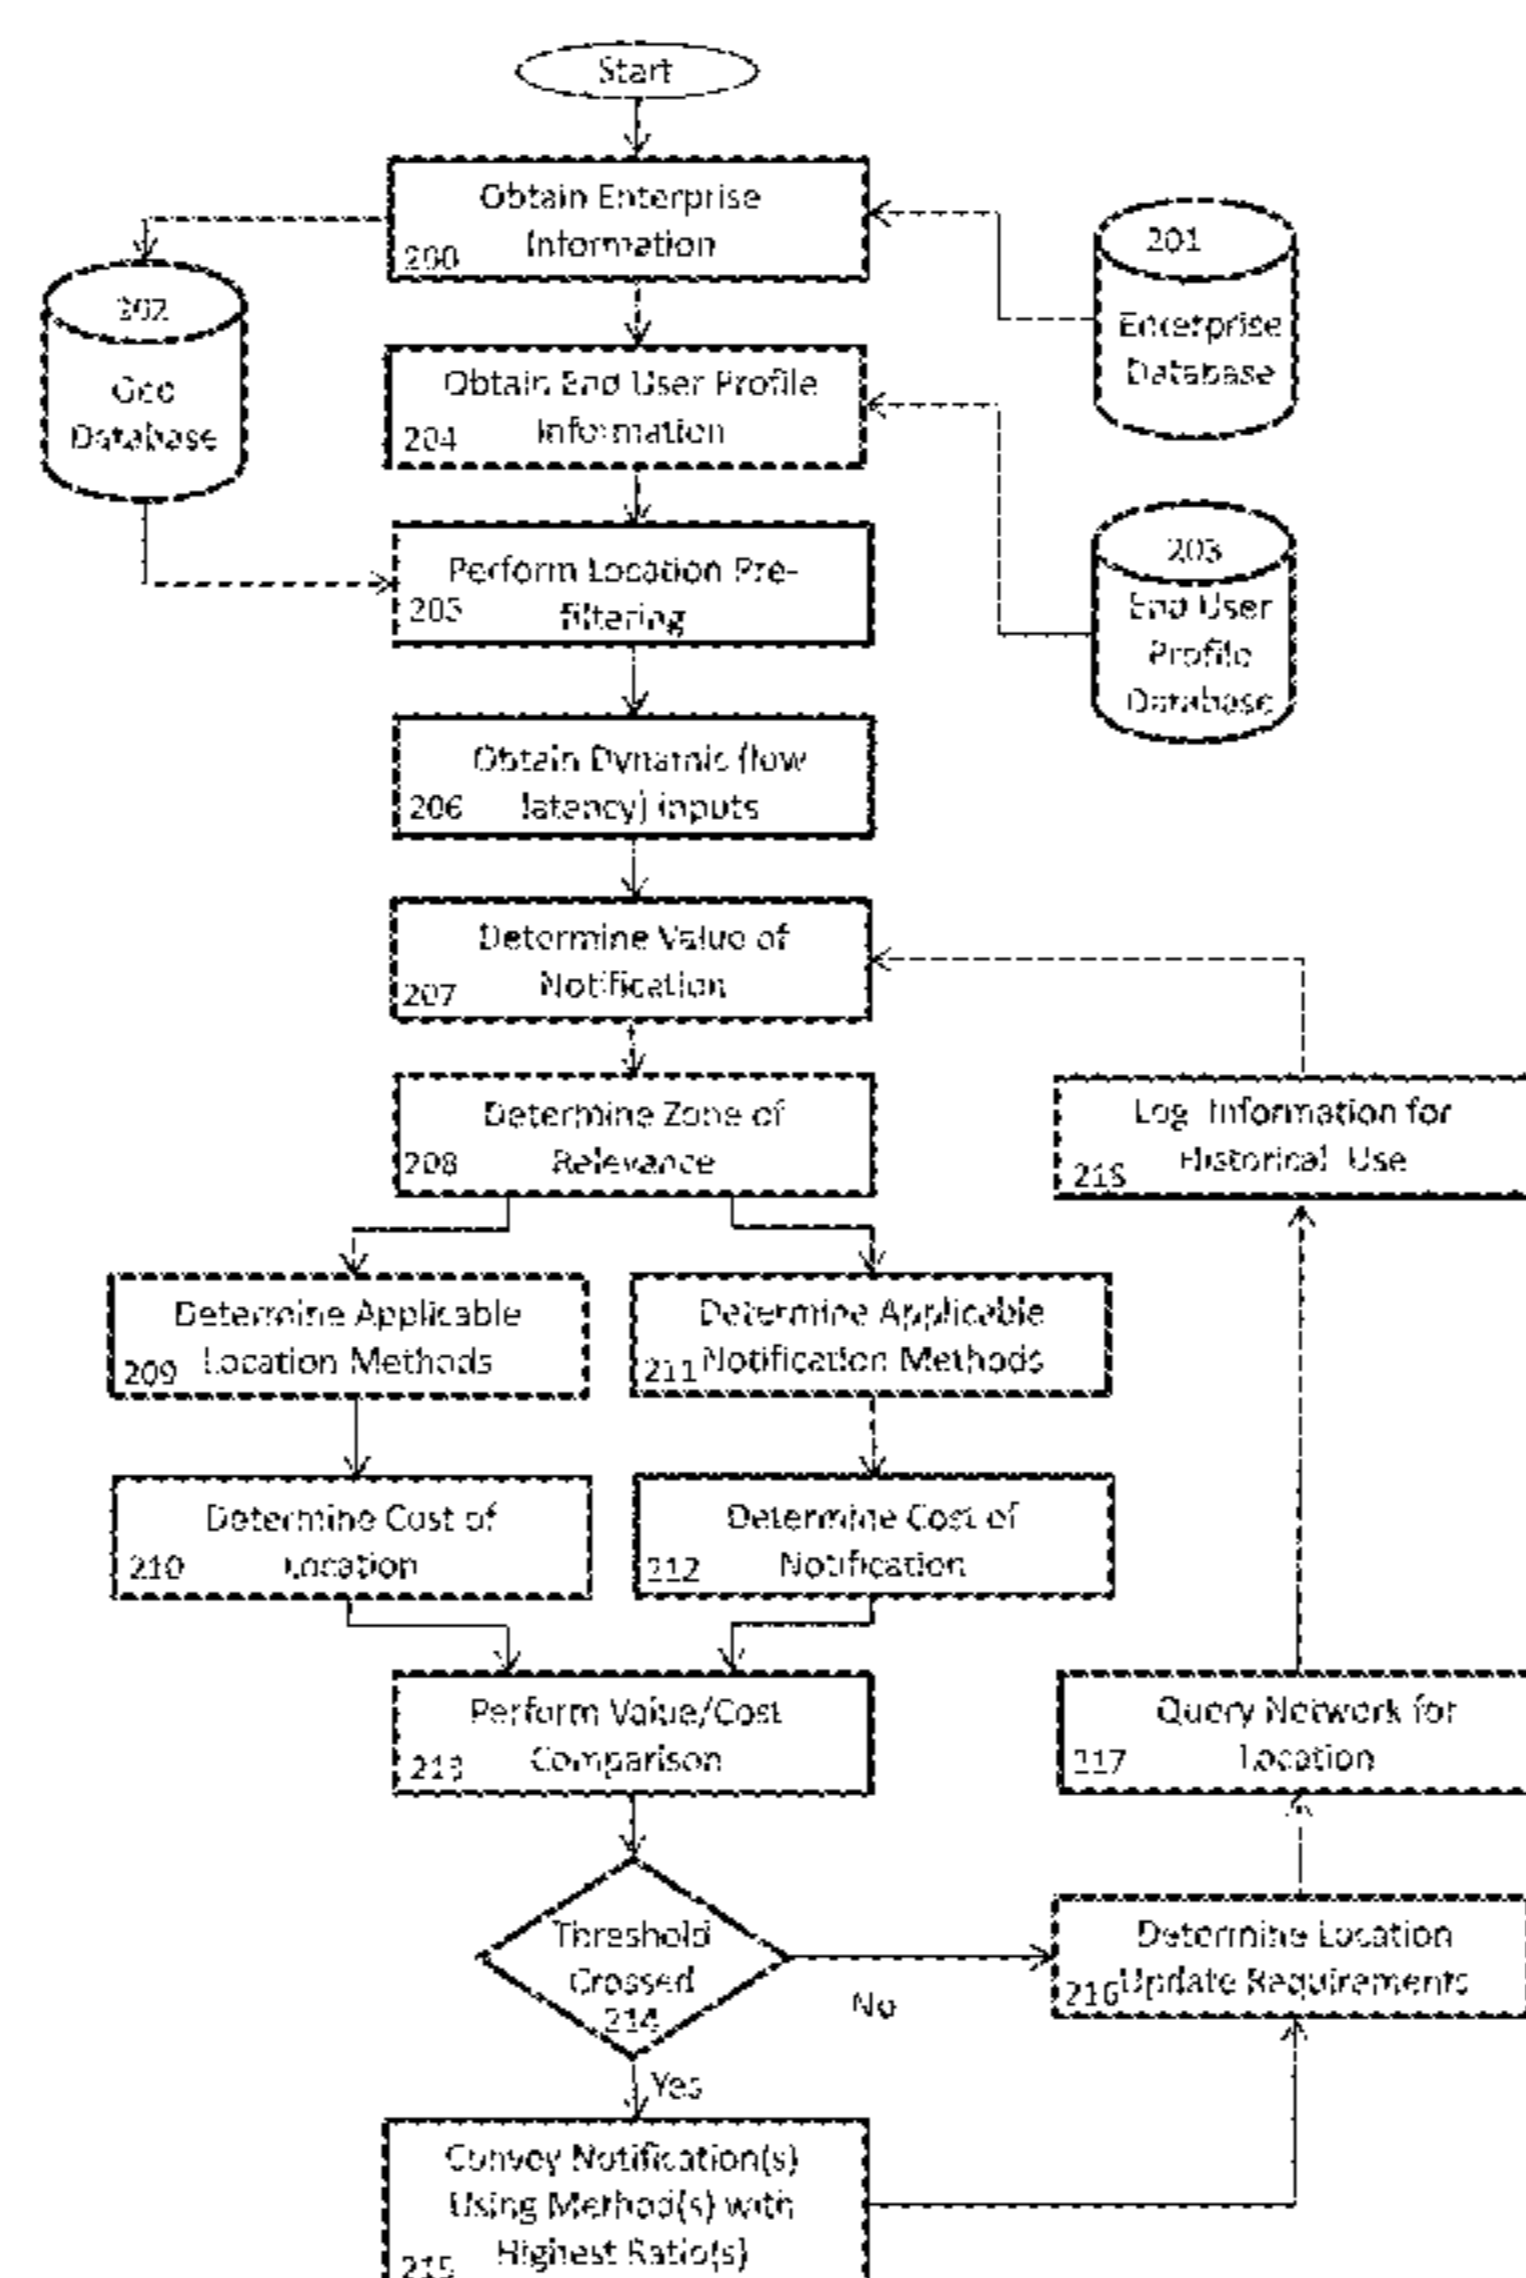 Start
Obtain Enterprise
Information
200
201
Enterprise
Database
202
Geo
Database
Obtain End User Profile
Information
204
203
End User
Profile
Database
Perform Location Pre-
filtering
205
Obtain Dynamic (low
latency) inputs
206
Determine Value of
Notification
207
Determine Zone of
Relevance
208
Log Information for
Historical Use
218
Determine Applicable
Location Methods
209
Determine Applicable
Notification Methods
211
Determine Cost of
Location
210
Determine Cost of
Notification
212
Perform Value/Cost
Comparison
213
Query Network for
Location
217
Threshold
Crossed
214
No
Determine Location
Update Requirements
216
Yes
Convey Notification(s)
Using Method(s) with
Highest Ratio(s)
215